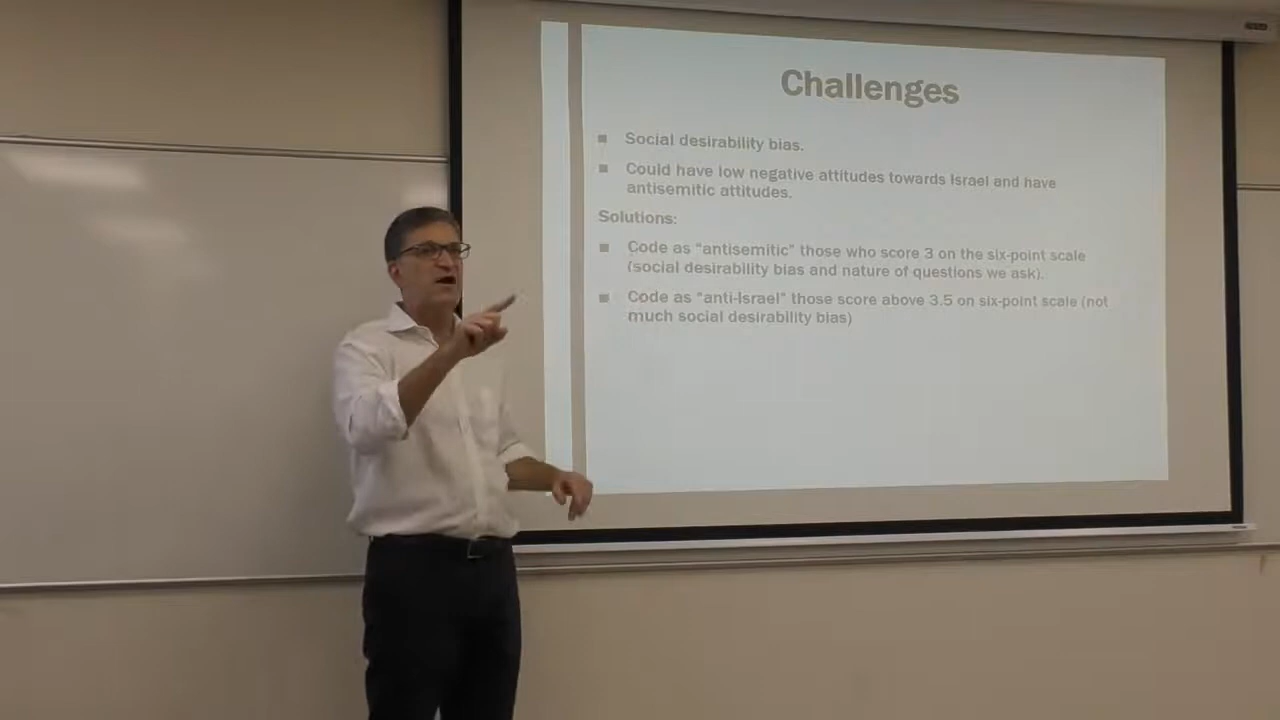 Challenges
Social desirability bias.
Could have low negative attitudes towards Israel and have
antisemitic attitudes.
Solutions:
Code as “antisemitic” those who score 3 on the six-point scale
(social desirability bias and nature of questions we ask).
Code as “anti-Israel” those score above 3.5 on six-point scale (not
much social desirability bias)